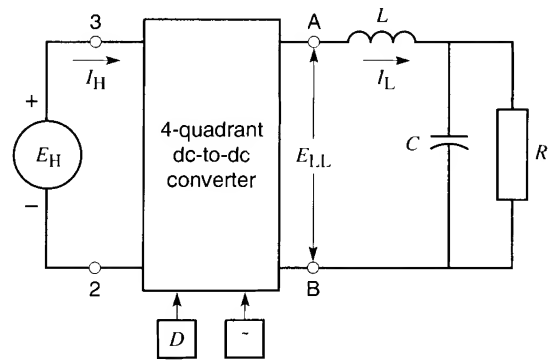 3
A
L
I_H
I_L
+
E_H
−
4-quadrant
dc-to-dc
converter
E_LL
C
R
2
B
D
~